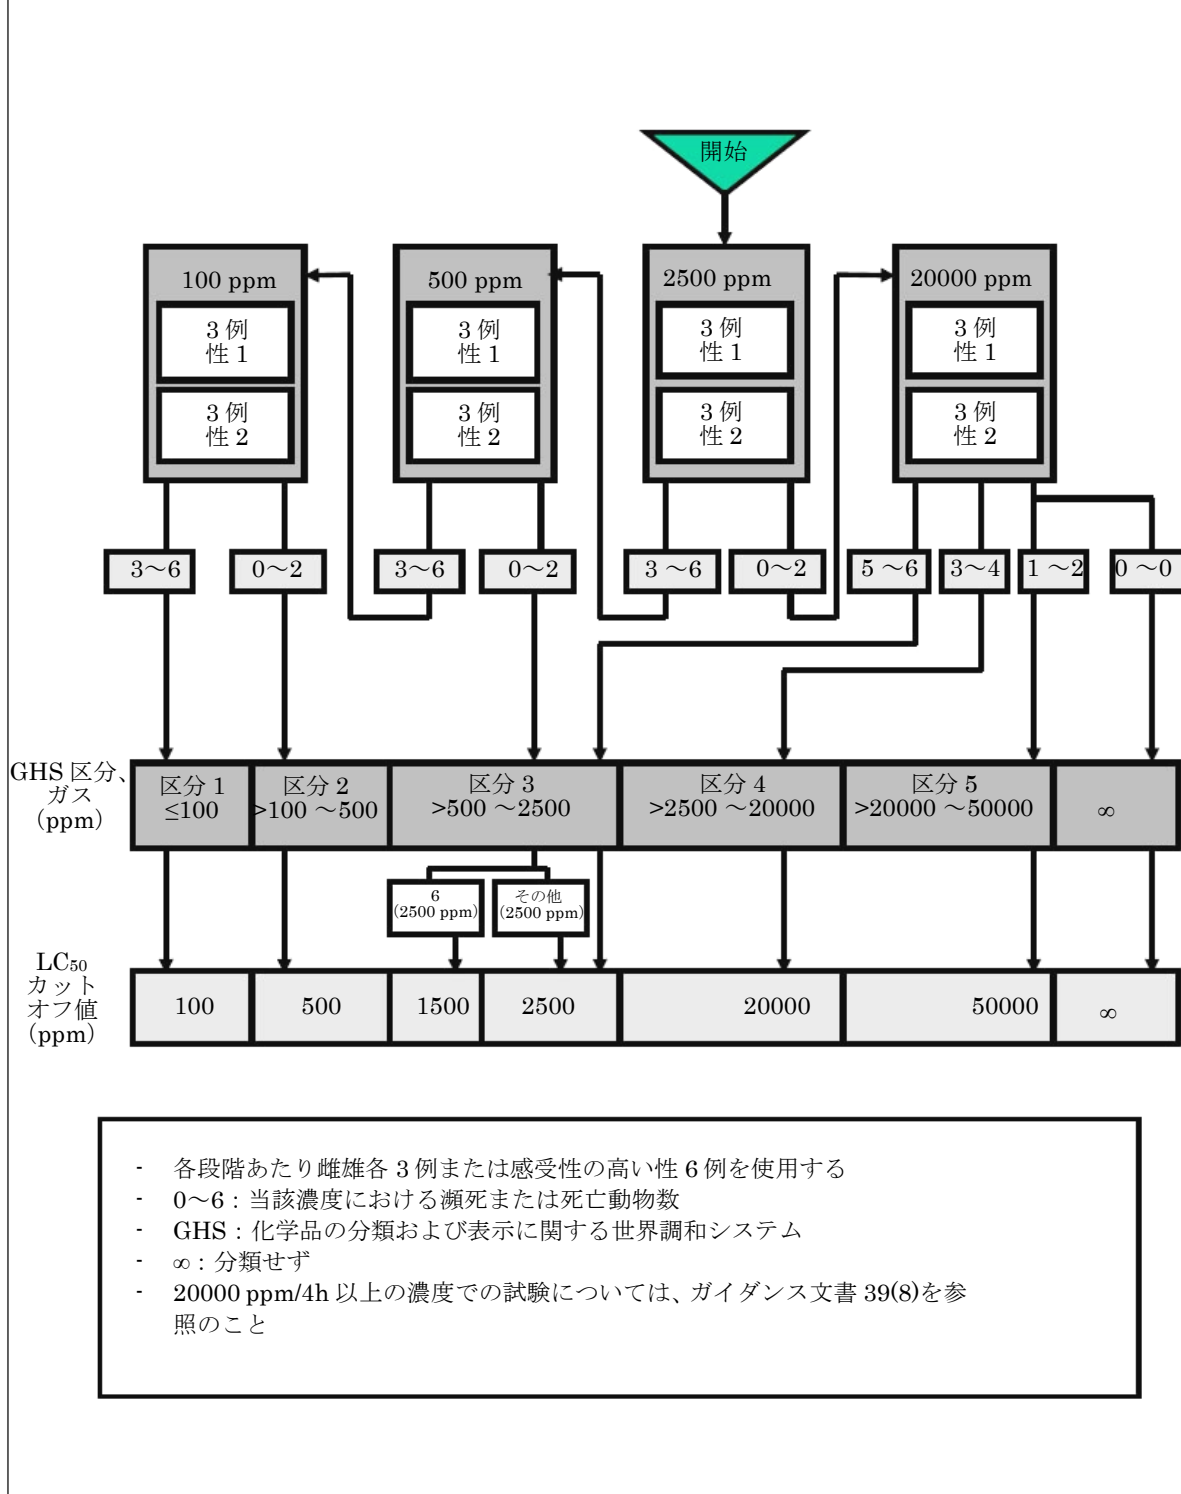 開始
100 ppm
500 ppm
2500 ppm
20000 ppm
3 例
性 1
3 例
性 1
3 例
性 1
3 例
性 1
3 例
性 2
3 例
性 2
3 例
性 2
3 例
性 2
3～6
0～2
3～6
0～2
3 ～6
0～2
5 ～6
3～4
1 ～2
0 ～0
GHS 区分、
ガス
（ppm）
区分 1
≤100
区分 2
>100 ～500
区分 3
>500 ～2500
区分 4
>2500 ～20000
区分 5
>20000 ～50000
∞
6
(2500 ppm)
その他
(2500 ppm)
LC₅₀
カット
オフ値
（ppm）
100
500
1500
2500
20000
50000
∞
- 各段階あたり雌雄各 3 例または感受性の高い性 6 例を使用する
- 0～6：当該濃度における瀕死または死亡動物数
- GHS：化学品の分類および表示に関する世界調和システム
- ∞：分類せず
- 20000 ppm/4h 以上の濃度での試験については、ガイダンス文書 39(8)を参
照のこと